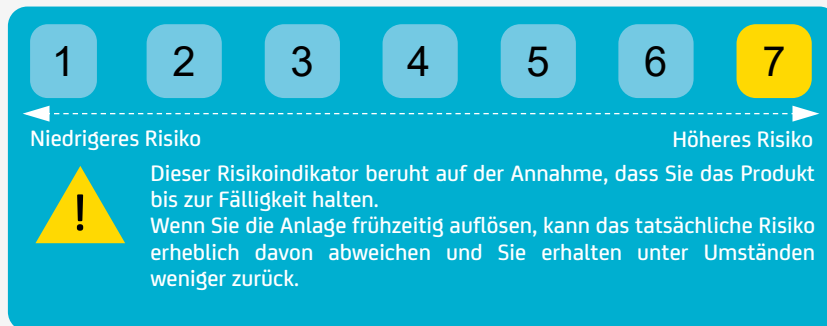 1 2 3 4 5 6 7
Niedrigeres Risiko Höheres Risiko
Dieser Risikoindikator beruht auf der Annahme, dass Sie das Produkt
bis zur Fälligkeit halten.
Wenn Sie die Anlage frühzeitig auflösen, kann das tatsächliche Risiko
erheblich davon abweichen und Sie erhalten unter Umständen
weniger zurück.
!